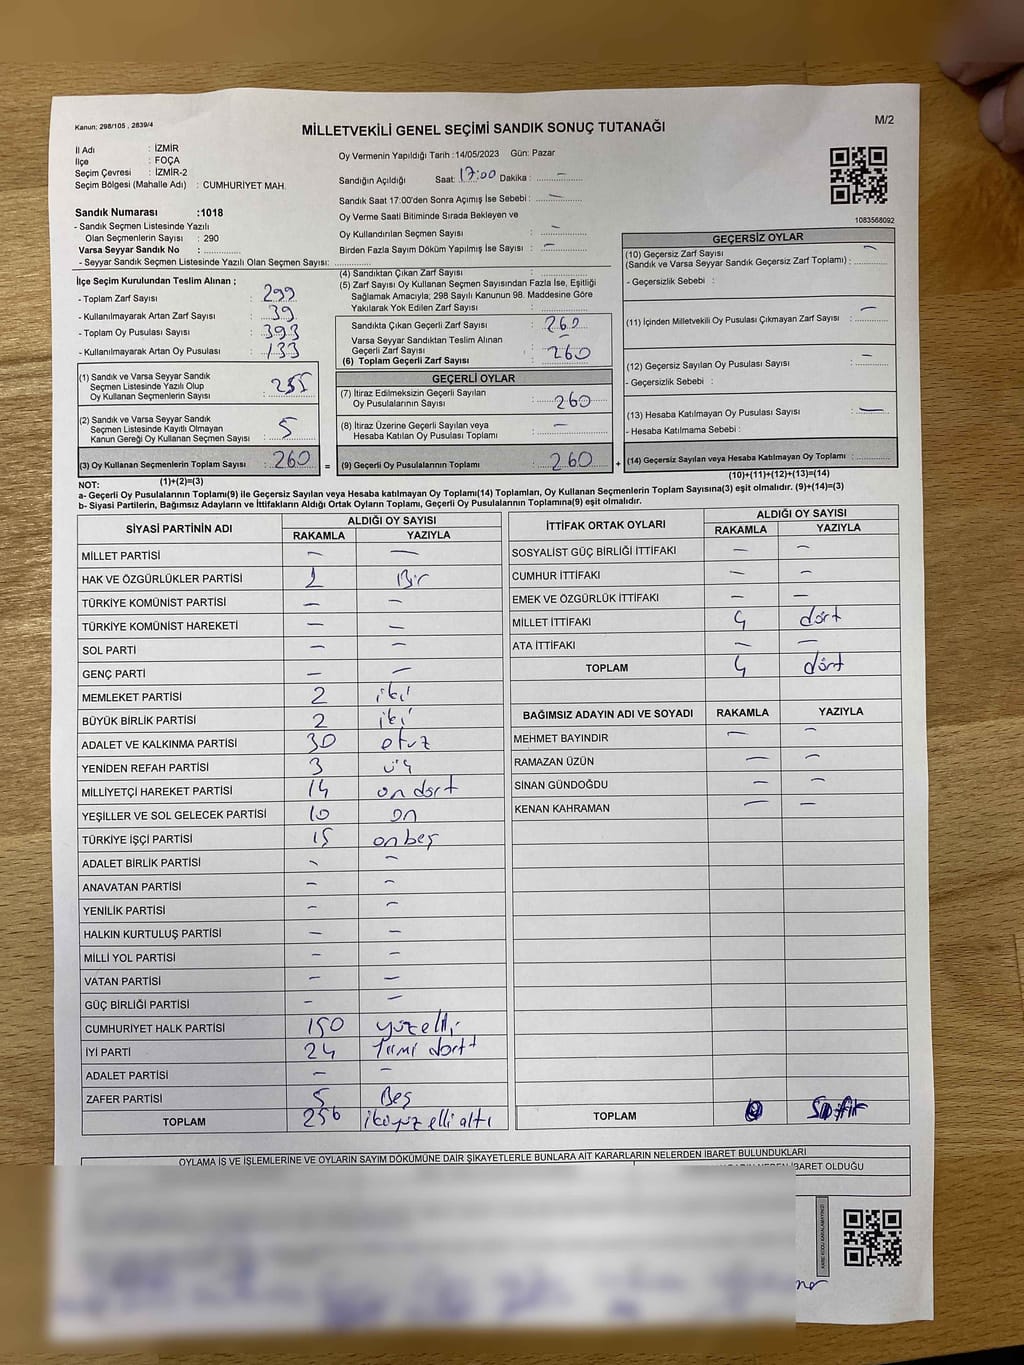 Kanun: 298/105 , 2839/4
MİLLETVEKİLİ GENEL SEÇİMİ SANDIK SONUÇ TUTANAĞI
M/2
İl Adı : İZMİR
İlçe : FOÇA
Seçim Çevresi : İZMİR-2
Seçim Bölgesi (Mahalle Adı) : CUMHURİYET MAH.
Sandık Numarası :1018
- Sandık Seçmen Listesinde Yazılı
Olan Seçmenlerin Sayısı : 290
Varsa Seyyar Sandık No :
- Seyyar Sandık Seçmen Listesinde Yazılı Olan Seçmen Sayısı:
Oy Vermenin Yapıldığı Tarih :14/05/2023 Gün: Pazar
Sandığın Açıldığı Saat: 17:00 Dakika : –
Sandık Saat 17:00'den Sonra Açımış İse Sebebi : –
Oy Verme Saati Bitiminde Sırada Bekleyen ve
Oy Kullandırılan Seçmen Sayısı : –
Birden Fazla Sayım Döküm Yapılmış İse Sayısı : –
1083568092
İlçe Seçim Kurulundan Teslim Alınan ;
- Toplam Zarf Sayısı : 299
- Kullanılmayarak Artan Zarf Sayısı : 39
- Toplam Oy Pusulası Sayısı : 393
- Kullanılmayarak Artan Oy Pusulası : 133
(1) Sandık ve Varsa Seyyar Sandık
Seçmen Listesinde Yazılı Olup
Oy Kullanan Seçmenlerin Sayısı : 255
(2) Sandık ve Varsa Seyyar Sandık
Seçmen Listesinde Kayıtlı Olmayan
Kanun Gereği Oy Kullanan Seçmen Sayısı : 5
(3) Oy Kullanan Seçmenlerin Toplam Sayısı : 260
(4) Sandıktan Çıkan Zarf Sayısı :
(5) Zarf Sayısı Oy Kullanan Seçmen Sayısından Fazla İse, Eşitliği
Sağlamak Amacıyla; 298 Sayılı Kanunun 98. Maddesine Göre
Yakılarak Yok Edilen Zarf Sayısı :
Sandıkta Çıkan Geçerli Zarf Sayısı : 260
Varsa Seyyar Sandıktan Teslim Alınan
Geçerli Zarf Sayısı : –
(6) Toplam Geçerli Zarf Sayısı : 260
GEÇERLİ OYLAR
(7) İtiraz Edilmeksizin Geçerli Sayılan
Oy Pusulalarının Sayısı : 260
(8) İtiraz Üzerine Geçerli Sayılan veya
Hesaba Katılan Oy Pusulası Toplamı : –
= (9) Geçerli Oy Pusulalarının Toplamı : 260 +
GEÇERSİZ OYLAR
(10) Geçersiz Zarf Sayısı –
(Sandık ve Varsa Seyyar Sandık Geçersiz Zarf Toplamı) :
- Geçersizlik Sebebi :
(11) İçinden Milletvekili Oy Pusulası Çıkmayan Zarf Sayısı : –
(12) Geçersiz Sayılan Oy Pusulası Sayısı : –
- Geçersizlik Sebebi :
(13) Hesaba Katılmayan Oy Pusulası Sayısı : –
- Hesaba Katılmama Sebebi :
(14) Geçersiz Sayılan veya Hesaba Katılmayan Oy Toplamı :
NOT: (1)+(2)=(3)
(10)+(11)+(12)+(13)=(14)
a- Geçerli Oy Pusulalarının Toplamı(9) ile Geçersiz Sayılan veya Hesaba katılmayan Oy Toplamı(14) Toplamları, Oy Kullanan Seçmenlerin Toplam Sayısına(3) eşit olmalıdır. (9)+(14)=(3)
b- Siyasi Partilerin, Bağımsız Adayların ve İttifakların Aldığı Ortak Oyların Toplamı, Geçerli Oy Pusulalarının Toplamına(9) eşit olmalıdır.
SİYASİ PARTİNİN ADI ALDIĞI OY SAYISI
RAKAMLA YAZIYLA
MİLLET PARTİSİ – –
HAK VE ÖZGÜRLÜKLER PARTİSİ 1 Bir
TÜRKİYE KOMÜNİST PARTİSİ – –
TÜRKİYE KOMÜNİST HAREKETİ – –
SOL PARTİ – –
GENÇ PARTİ – –
MEMLEKET PARTİSİ 2 iki
BÜYÜK BİRLİK PARTİSİ 2 iki
ADALET VE KALKINMA PARTİSİ 30 otuz
YENİDEN REFAH PARTİSİ 3 üç
MİLLİYETÇİ HAREKET PARTİSİ 14 on dört
YEŞİLLER VE SOL GELECEK PARTİSİ 10 on
TÜRKİYE İŞÇİ PARTİSİ 15 onbeş
ADALET BİRLİK PARTİSİ – –
ANAVATAN PARTİSİ – –
YENİLİK PARTİSİ – –
HALKIN KURTULUŞ PARTİSİ – –
MİLLİ YOL PARTİSİ – –
VATAN PARTİSİ – –
GÜÇ BİRLİĞİ PARTİSİ – –
CUMHURİYET HALK PARTİSİ 150 yüzelli
İYİ PARTİ 24 Yirmi dört
ADALET PARTİSİ – –
ZAFER PARTİSİ 5 Beş
TOPLAM 256 ikiyüz elli altı
İTTİFAK ORTAK OYLARI ALDIĞI OY SAYISI
RAKAMLA YAZIYLA
SOSYALİST GÜÇ BİRLİĞİ İTTİFAKI – –
CUMHUR İTTİFAKI – –
EMEK VE ÖZGÜRLÜK İTTİFAKI – –
MİLLET İTTİFAKI 4 dört
ATA İTTİFAKI – –
TOPLAM 4 dört
BAĞIMSIZ ADAYIN ADI VE SOYADI RAKAMLA YAZIYLA
MEHMET BAYINDIR – –
RAMAZAN ÜZÜN – –
SİNAN GÜNDOĞDU – –
KENAN KAHRAMAN – –
TOPLAM 0 Sıfır
OYLAMA İŞ VE İŞLEMLERİNE VE OYLARIN SAYIM DÖKÜMÜNE DAİR ŞİKAYETLERLE BUNLARA AİT KARARLARIN NELERDEN İBARET BULUNDUKLARI
İBARET OLDUĞU